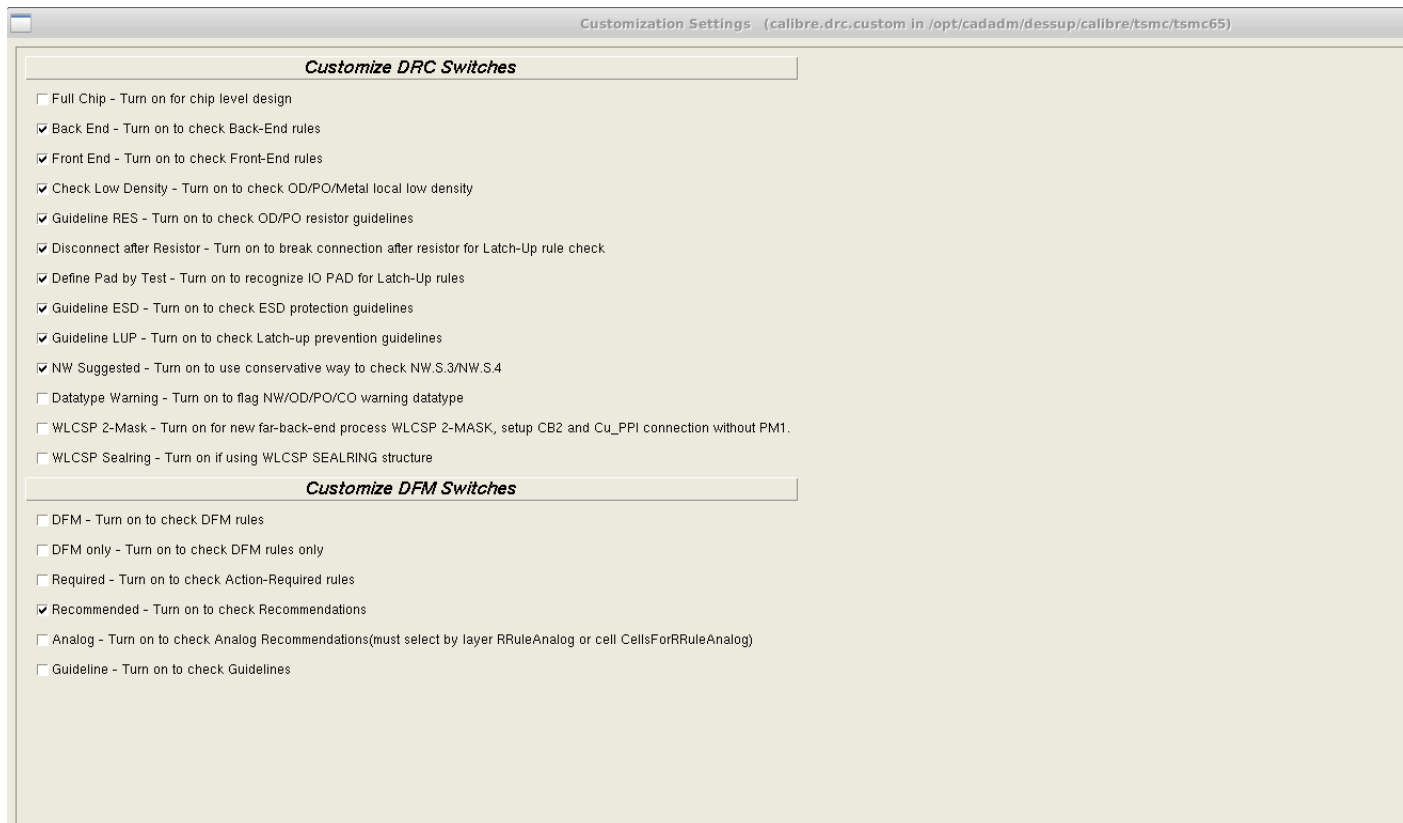 Customization Settings (calibre.drc.custom in /opt/cadadm/dessup/calibre/tsmc/tsmc65)
Customize DRC Switches
Full Chip - Turn on for chip level design
Back End - Turn on to check Back-End rules
Front End - Turn on to check Front-End rules
Check Low Density - Turn on to check OD/PO/Metal local low density
Guideline RES - Turn on to check OD/PO resistor guidelines
Disconnect after Resistor - Turn on to break connection after resistor for Latch-Up rule check
Define Pad by Test - Turn on to recognize IO PAD for Latch-Up rules
Guideline ESD - Turn on to check ESD protection guidelines
Guideline LUP - Turn on to check Latch-up prevention guidelines
NW Suggested - Turn on to use conservative way to check NW.S.3/NW.S.4
Datatype Warning - Turn on to flag NW/OD/PO/CO warning datatype
WLCSP 2-Mask - Turn on for new far-back-end process WLCSP 2-MASK, setup CB2 and Cu_PPI connection without PM1.
WLCSP Sealring - Turn on if using WLCSP SEALRING structure
Customize DFM Switches
DFM - Turn on to check DFM rules
DFM only - Turn on to check DFM rules only
Required - Turn on to check Action-Required rules
Recommended - Turn on to check Recommendations
Analog - Turn on to check Analog Recommendations(must select by layer RRuleAnalog or cell CellsForRRuleAnalog)
Guideline - Turn on to check Guidelines